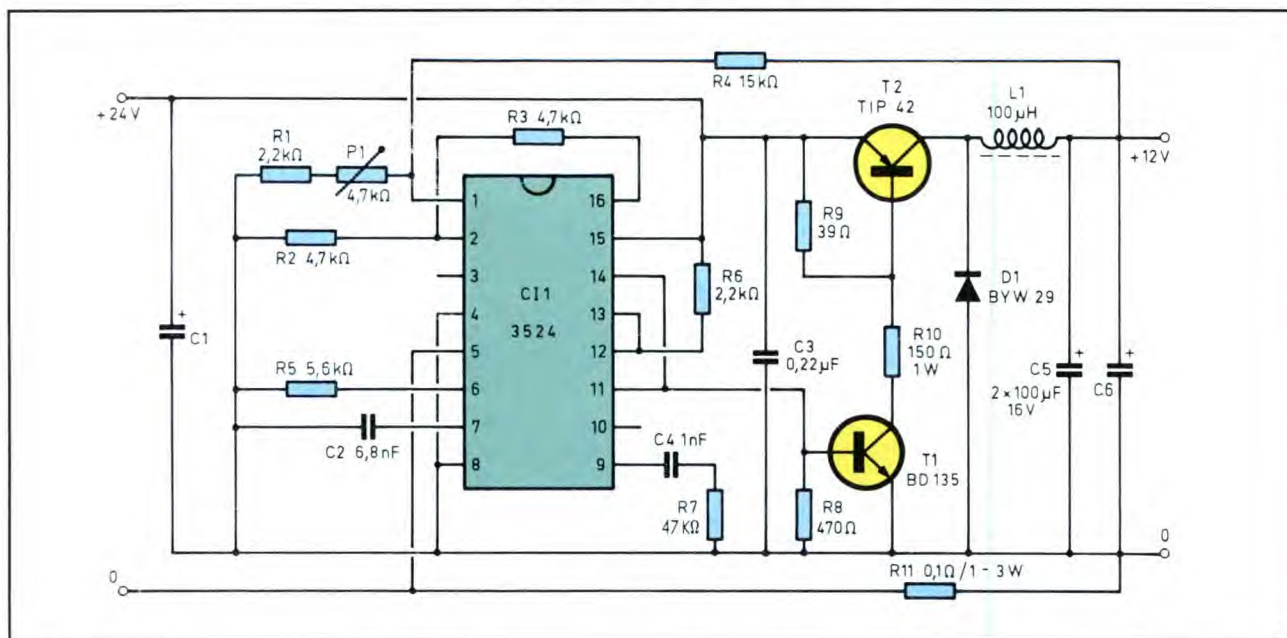 R4 15kΩ
+24V
R3 4,7kΩ
T2
TIP 42
L1
100µH
+12V
R1
2,2kΩ
P1
4,7kΩ
1
16
R2 4,7kΩ
2
15
R9
39Ω
3
14
R6
2,2kΩ
CI1
3524
4
13
D1
BYW 29
C1
+
5
12
C3
0,22µF
R10
150Ω
1W
+
+
C5
2×100µF
16V
C6
R5 5,6kΩ
6
11
7
10
C2 6,8nF
C4 1nF
8
9
T1
BD 135
R7
47KΩ
R8
470Ω
0
0
R11 0,1Ω/1-3W